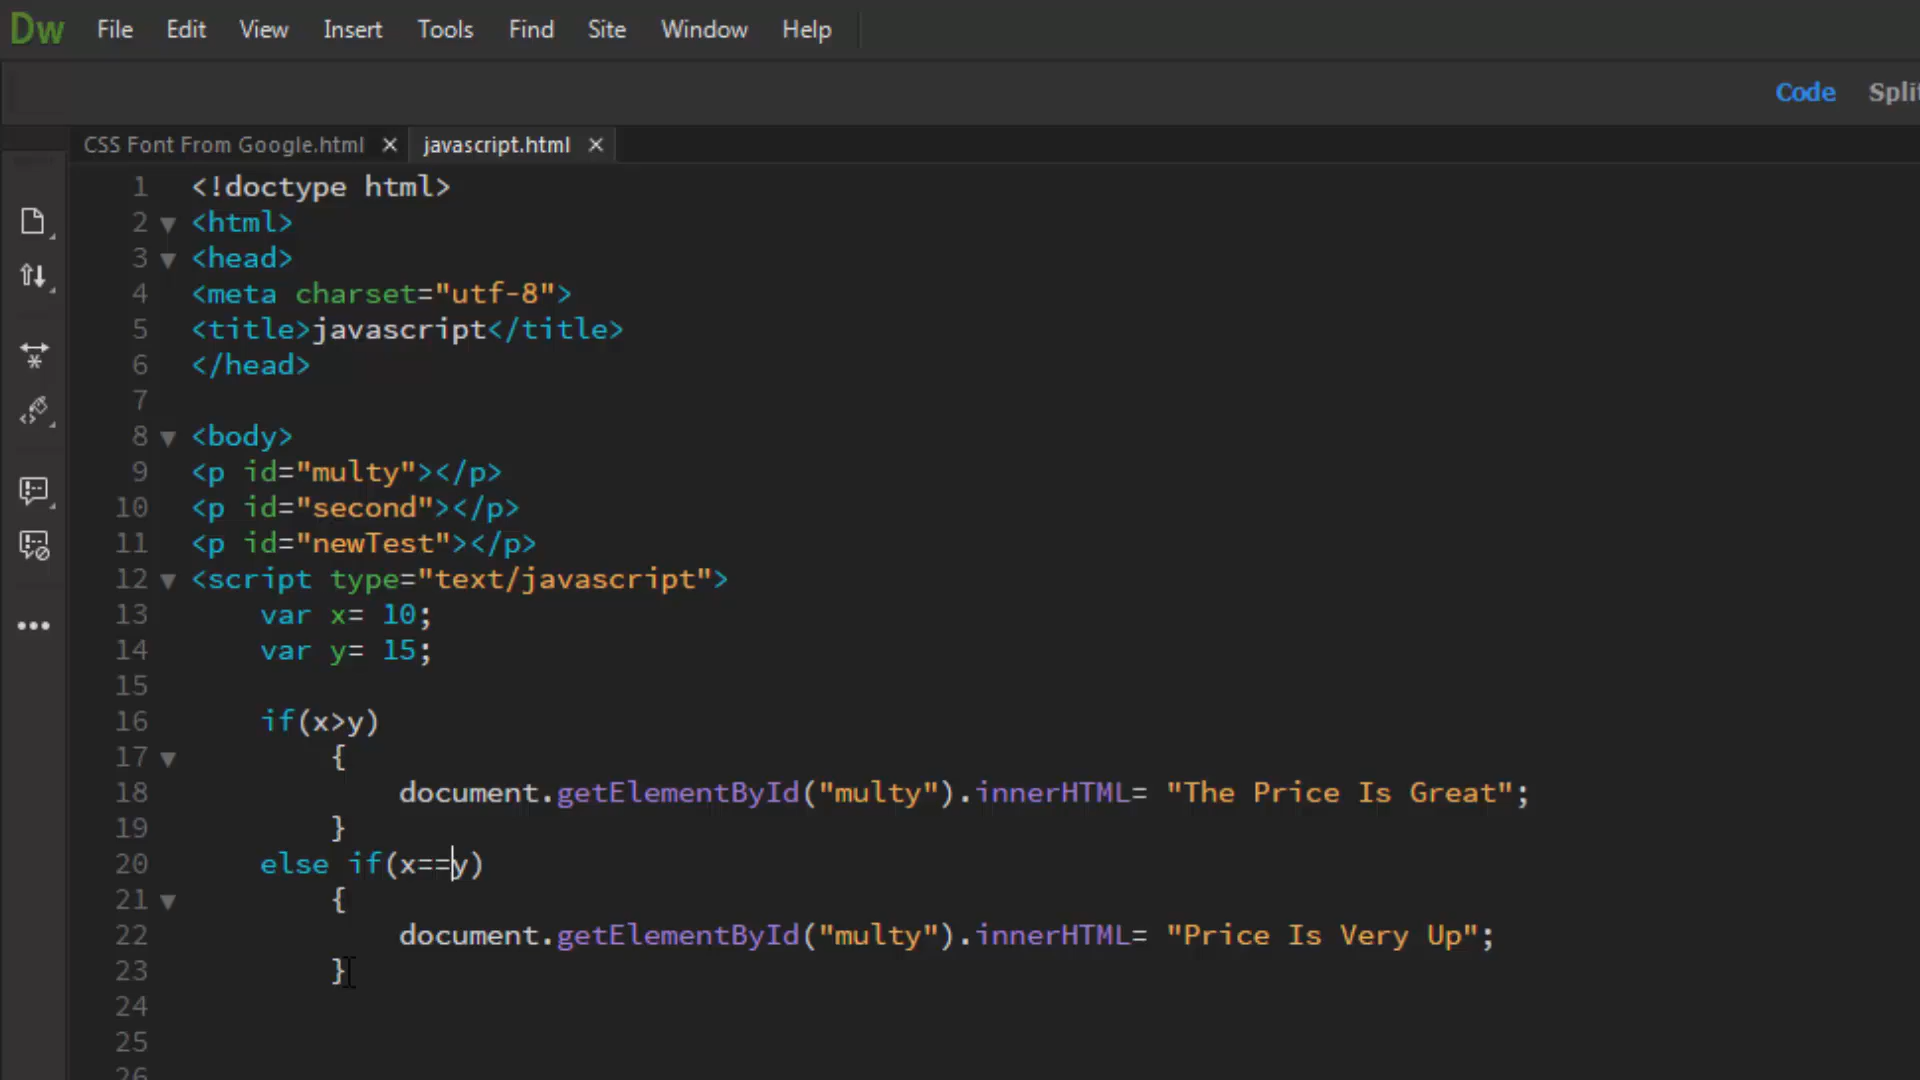 Dw File Edit View Insert Tools Find Site Window Help
Code Split
CSS Font From Google.html × javascript.html ×
1 <!doctype html>
2 ▼ <html>
3 ▼ <head>
4 <meta charset="utf-8">
5 <title>javascript</title>
6 </head>
7
8 ▼ <body>
9 <p id="multy"></p>
10 <p id="second"></p>
11 <p id="newTest"></p>
12 ▼ <script type="text/javascript">
13 var x= 10;
14 var y= 15;
15
16 if(x>y)
17 ▼ {
18 document.getElementById("multy").innerHTML= "The Price Is Great";
19 }
20 else if(x==y)
21 ▼ {
22 document.getElementById("multy").innerHTML= "Price Is Very Up";
23 }
24
25
26